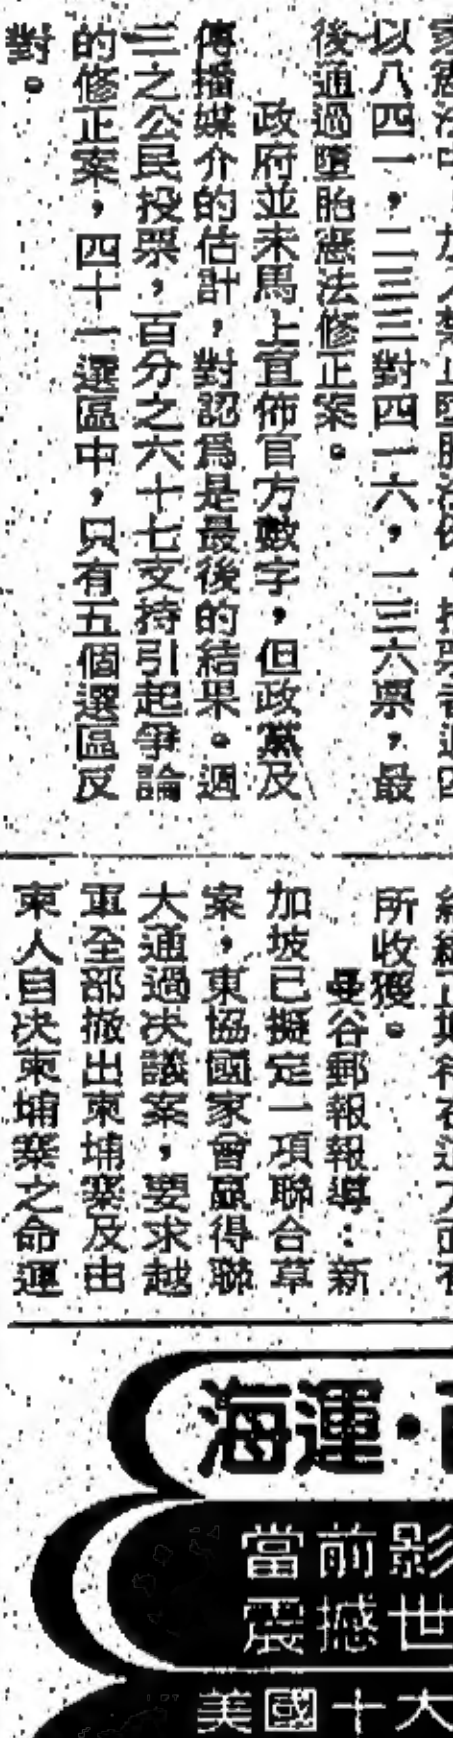 以八四一，二三三對四一六，一三六票，最
後通過墮胎憲法修正案。
政府並未馬上宣佈官方數字，但政黨及
傳播媒介的估計，對認爲是最後的結果。週
三之公民投票，百分之六十七支持引起爭論
的修正案，四十一選區中，只有五個選區反
對。
所收獲。
曼谷郵報報導：新
加坡已擬定一項聯合草
案，東協國家會贏得聯
大通過決議案，要求越
軍全部撤出柬埔寨及由
柬人自決柬埔寨之命運
海運·
當前影
震撼世
美國十大